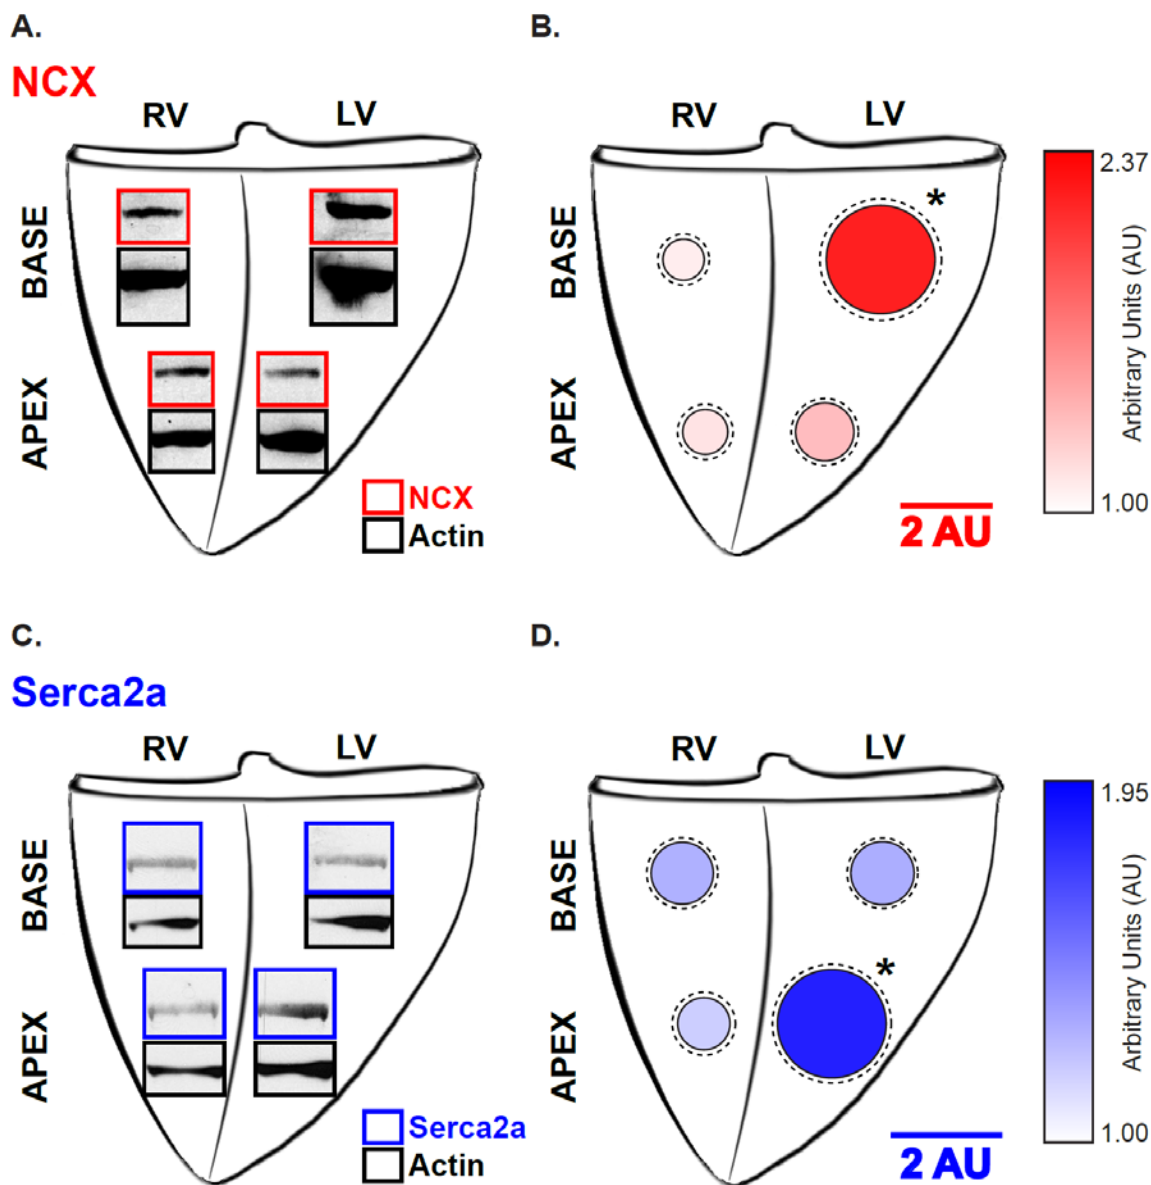 A.
B.
NCX
RV
LV
BASE
APEX
NCX
Actin
RV
LV
*
BASE
APEX
2 AU
2.37
Arbitrary Units (AU)
1.00
C.
D.
Serca2a
RV
LV
BASE
APEX
Serca2a
Actin
RV
LV
BASE
*
APEX
2 AU
1.95
Arbitrary Units (AU)
1.00